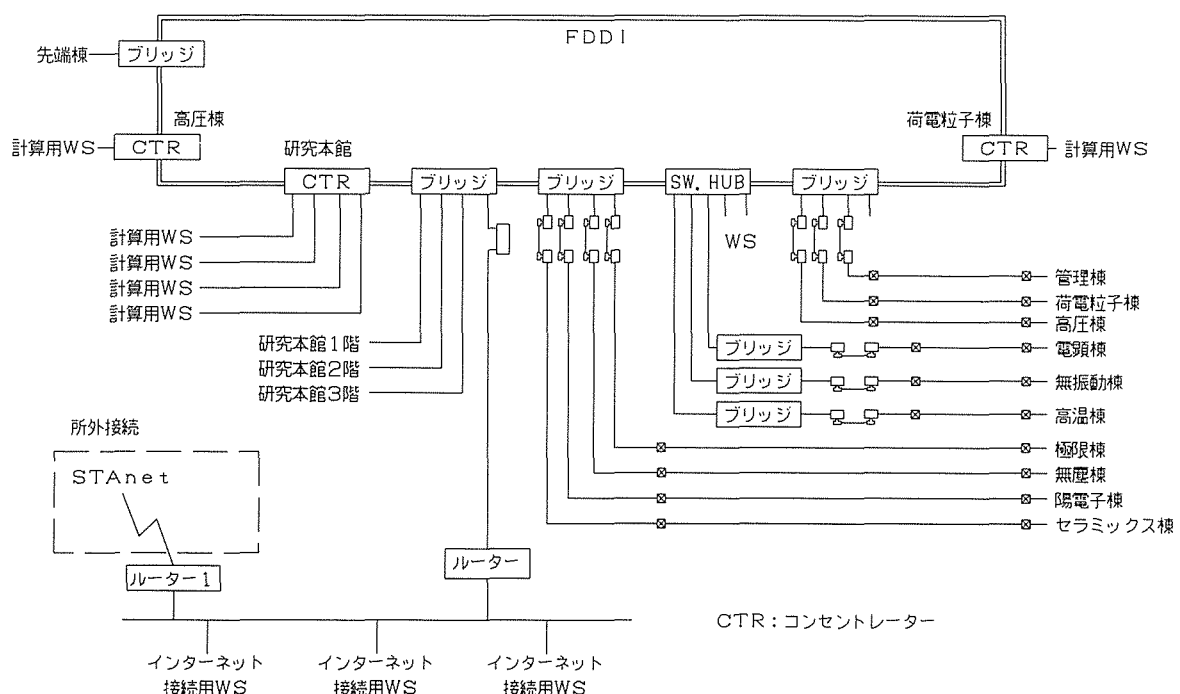 FDDI
先端棟
ブリッジ
高圧棟
荷電粒子棟
計算用WS
CTR
研究本館
CTR
計算用WS
CTR
ブリッジ
ブリッジ
SW. HUB
ブリッジ
計算用WS
計算用WS
計算用WS
計算用WS
WS
管理棟
荷電粒子棟
高圧棟
研究本館1階
ブリッジ
電顕棟
研究本館2階
研究本館3階
ブリッジ
無振動棟
ブリッジ
高温棟
所外接続
極限棟
STAnet
無塵棟
陽電子棟
セラミックス棟
ルーター
ルーター1
CTR:コンセントレーター
インターネット
接続用WS
インターネット
接続用WS
インターネット
接続用WS